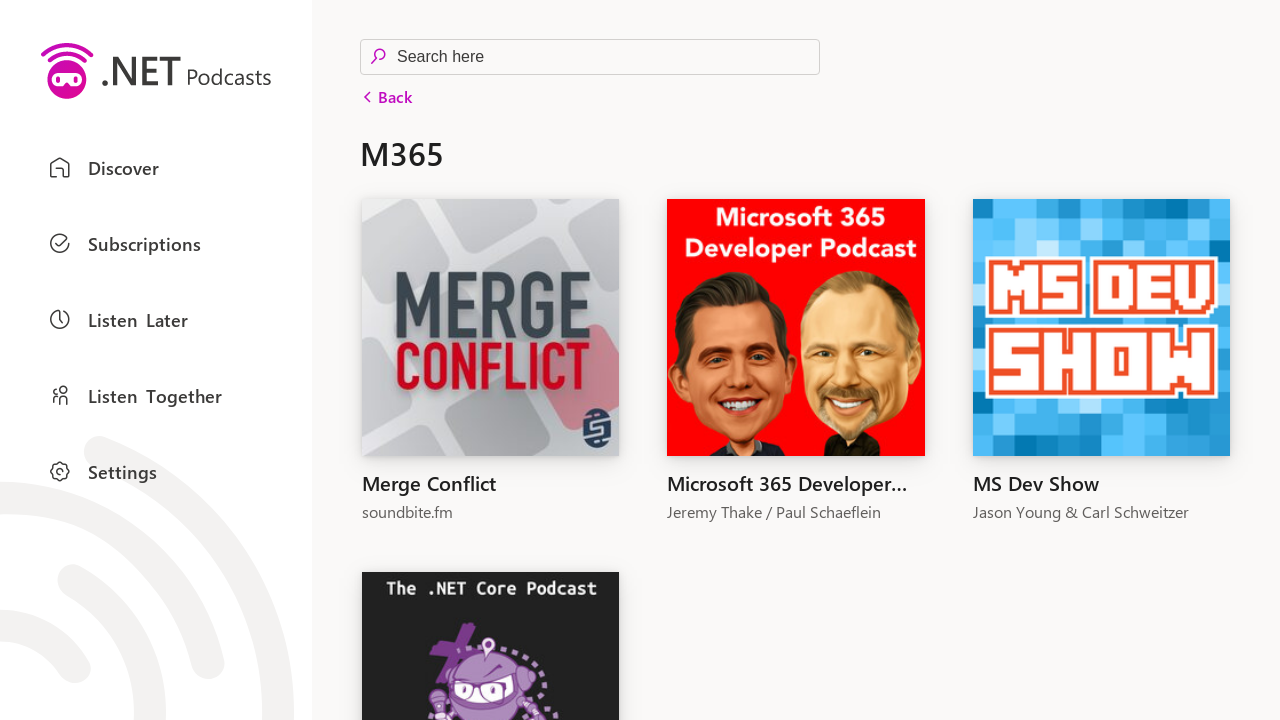 .NET Podcasts
Discover
Subscriptions
Listen Later
Listen Together
Settings
Search here
Back
M365
MERGE
CONFLICT
Merge Conflict
soundbite.fm
Microsoft 365
Developer Podcast
Microsoft 365 Developer...
Jeremy Thake / Paul Schaeflein
MS DEV
SHOW
MS Dev Show
Jason Young & Carl Schweitzer
The .NET Core Podcast